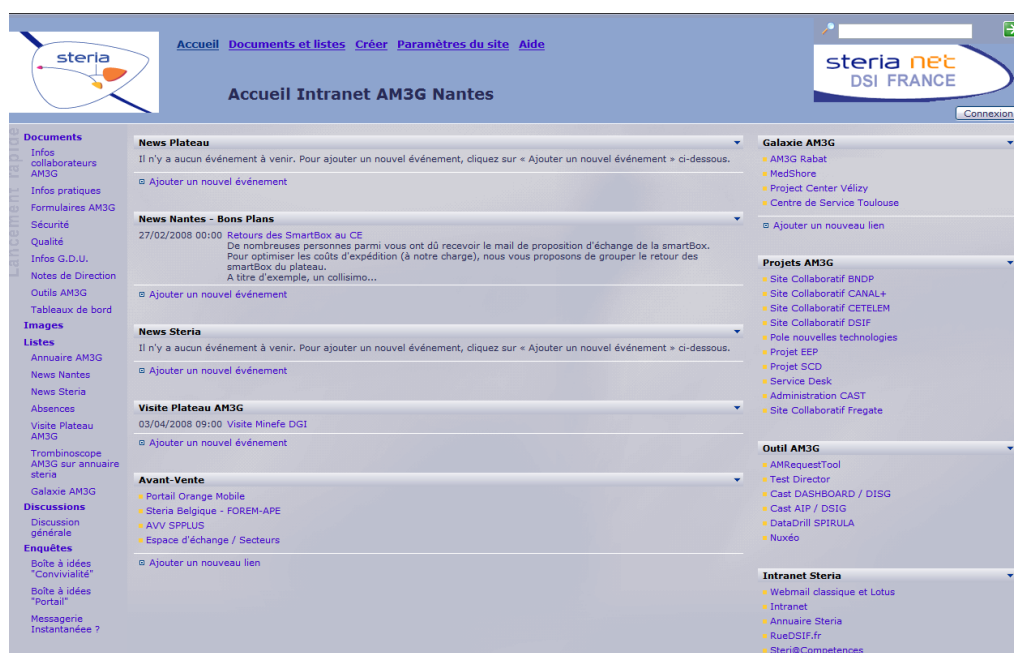 steria
Accueil Documents et listes Créer Paramètres du site Aide
Accueil Intranet AM3G Nantes
steria net
DSI FRANCE
Connexion
Lancement rapide
Documents
Infos
collaborateurs
AM3G
Infos pratiques
Formulaires AM3G
Sécurité
Qualité
Infos G.D.U.
Notes de Direction
Outils AM3G
Tableaux de bord
Images
Listes
Annuaire AM3G
News Nantes
News Steria
Absences
Visite Plateau
AM3G
Trombinoscope
AM3G sur annuaire
steria
Galaxie AM3G
Discussions
Discussion
générale
Enquêtes
Boîte à idées
"Convivialité"
Boîte à idées
"Portail"
Messagerie
Instantanéee ?
News Plateau
Il n'y a aucun événement à venir. Pour ajouter un nouvel événement, cliquez sur « Ajouter un nouvel événement » ci-dessous.
Ajouter un nouvel événement
News Nantes - Bons Plans
27/02/2008 00:00 Retours des SmartBox au CE
De nombreuses personnes parmi vous ont dû recevoir le mail de proposition d'échange de la smartBox.
Pour optimiser les coûts d'expédition (à notre charge), nous vous proposons de grouper le retour des
smartBox du plateau.
A titre d'exemple, un collisimo...
Ajouter un nouvel événement
News Steria
Il n'y a aucun événement à venir. Pour ajouter un nouvel événement, cliquez sur « Ajouter un nouvel événement » ci-dessous.
Ajouter un nouvel événement
Visite Plateau AM3G
03/04/2008 09:00 Visite Minefe DGI
Ajouter un nouvel événement
Avant-Vente
Portail Orange Mobile
Steria Belgique - FOREM-APE
AVV SPPLUS
Espace d'échange / Secteurs
Ajouter un nouveau lien
Galaxie AM3G
AM3G Rabat
MedShore
Project Center Vélizy
Centre de Service Toulouse
Ajouter un nouveau lien
Projets AM3G
Site Collaboratif BNDP
Site Collaboratif CANAL+
Site Collaboratif CETELEM
Site Collaboratif DSIF
Pole nouvelles technologies
Projet EEP
Projet SCD
Service Desk
Administration CAST
Site Collaboratif Fregate
Outil AM3G
AMRequestTool
Test Director
Cast DASHBOARD / DISG
Cast AIP / DSIG
DataDrill SPIRULA
Nuxéo
Intranet Steria
Webmail classique et Lotus
Intranet
Annuaire Steria
RueDSIF.fr
Steri@Competences